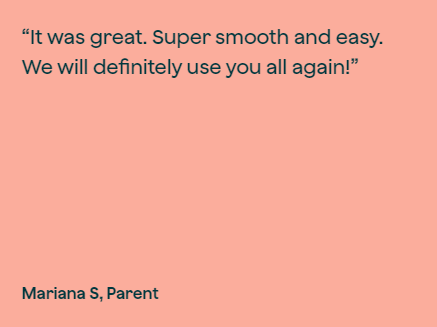 “It was great. Super smooth and easy.
We will definitely use you all again!”
Mariana S, Parent